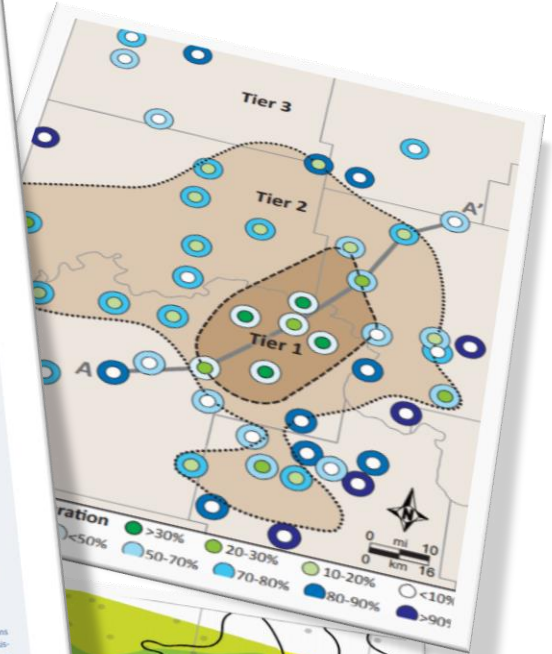 Tier 3
Tier 2
A'
Tier 1
A
ration
>30%
20-30%
10-20%
<10%
<50%
50-70%
70-80%
80-90%
>90%
N
0 mi 10
0 km 16